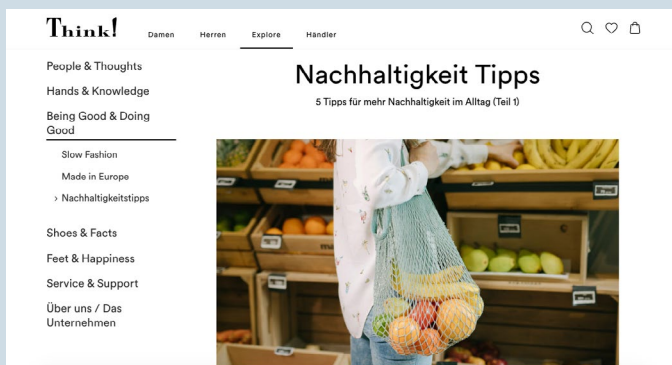 Think!
Damen Herren Explore Händler
People & Thoughts
Hands & Knowledge
Being Good & Doing
Good
Slow Fashion
Made in Europe
› Nachhaltigkeitstipps
Shoes & Facts
Feet & Happiness
Service & Support
Über uns / Das
Unternehmen
Nachhaltigkeit Tipps
5 Tipps für mehr Nachhaltigkeit im Alltag (Teil 1)